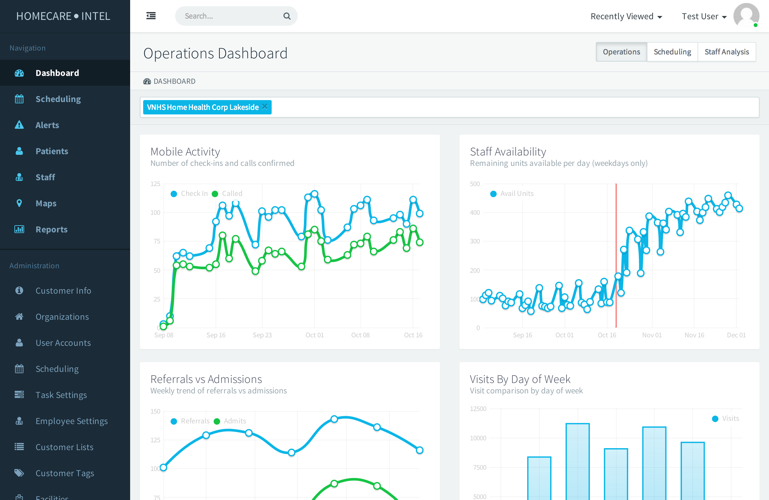 HOMECARE INTEL
Search...
Recently Viewed
Test User
Navigation
Dashboard
Scheduling
Alerts
Patients
Staff
Maps
Reports
Administration
Customer Info
Organizations
User Accounts
Scheduling
Task Settings
Employee Settings
Customer Lists
Customer Tags
Facilities
Operations Dashboard
Operations
Scheduling
Staff Analysis
DASHBOARD
VNHS Home Health Corp Lakeside ×
Mobile Activity
Number of check-ins and calls confirmed
Check In
Called
125
100
75
50
25
0
Sep 16
Sep 23
Oct 01
Oct 08
Oct 16
Staff Availability
Remaining units available per day (weekdays only)
Avail Units
500
400
300
200
100
0
Sep 16
Oct 01
Oct 16
Nov 01
Nov 16
Dec 01
Referrals vs Admissions
Weekly trend of referrals vs admissions
Referrals
Admits
150
125
100
75
Visits By Day of Week
Visit comparison by day of week
Visits
12500
10000
7500
5000